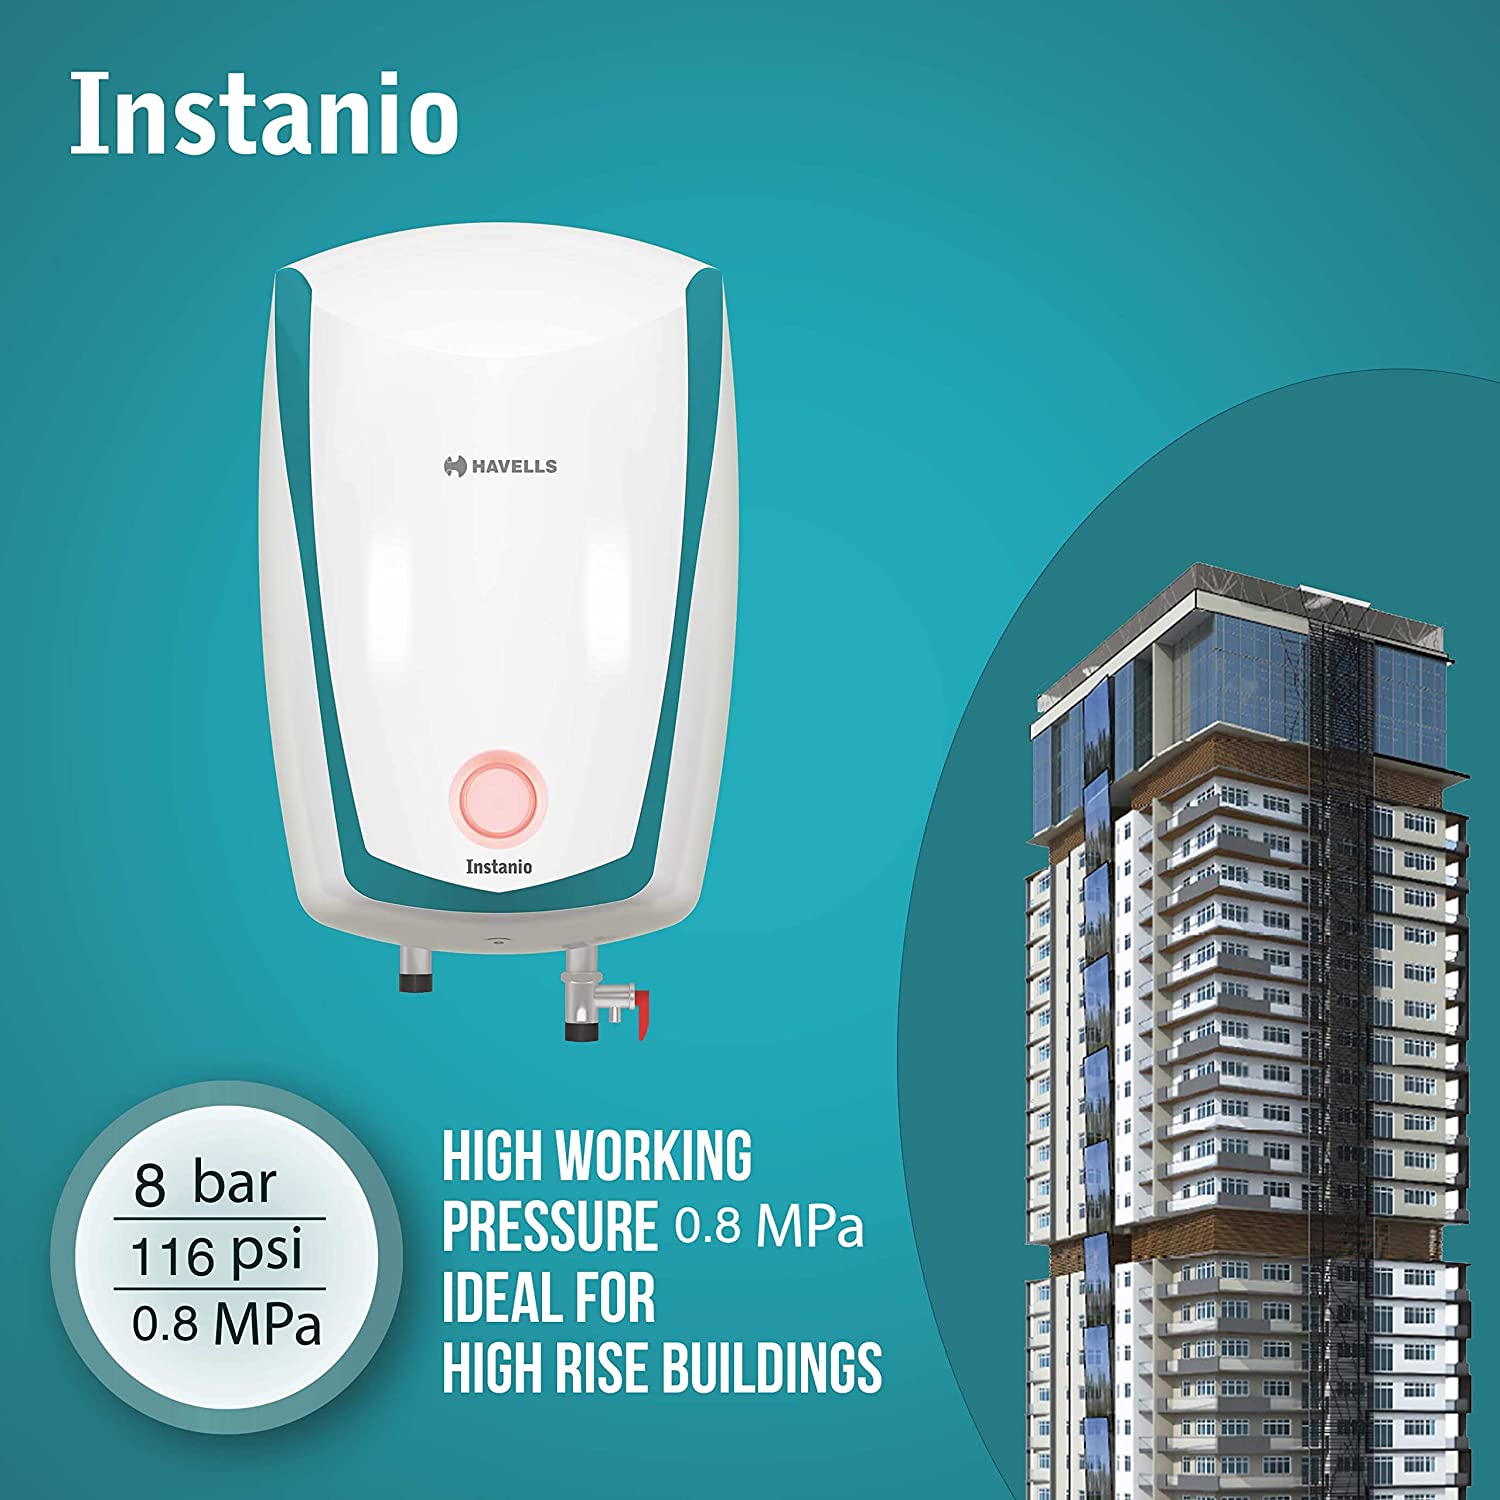 Instanio
HAVELLS
Instanio
8 bar
116 psi
0.8 MPa
HIGH WORKING
PRESSURE 0.8 MPa
IDEAL FOR
HIGH RISE BUILDINGS